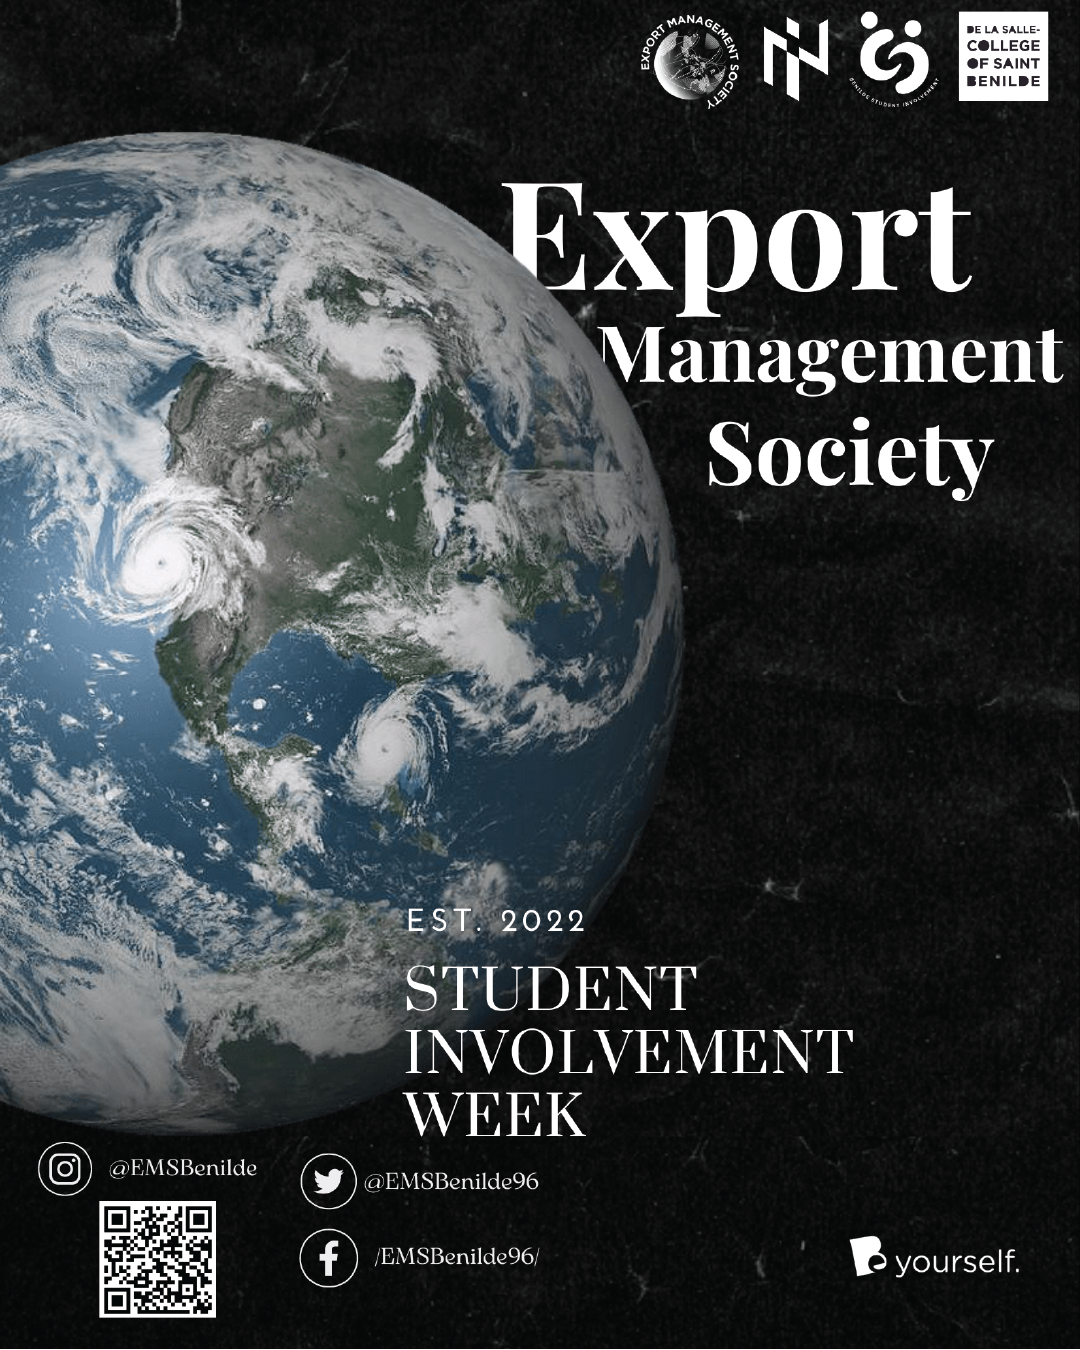 EXPORT MANAGEMENT SOCIETY
BENILDE STUDENT INVOLVEMENT
DE LA SALLE-
COLLEGE
OF SAINT
BENILDE
Export
Management
Society
EST. 2022
STUDENT
INVOLVEMENT
WEEK
@EMSBenilde
@EMSBenilde96
/EMSBenilde96/
Be yourself.